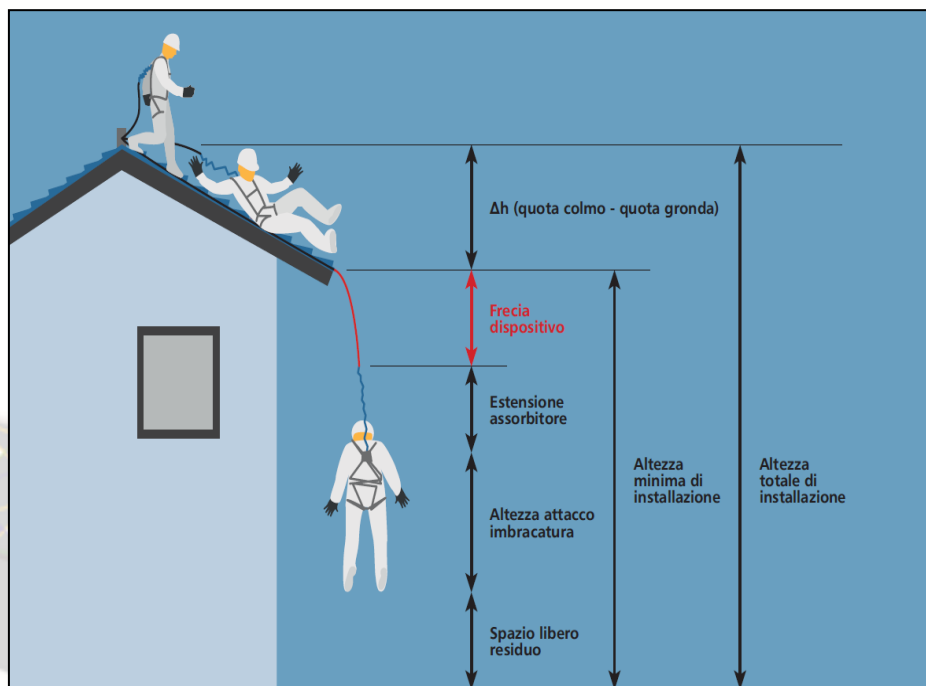 Δh (quota colmo - quota gronda)
Frecia
dispositivo
Estensione
assorbitore
Altezza
minima di
installazione
Altezza
totale di
installazione
Altezza attacco
imbracatura
Spazio libero
residuo